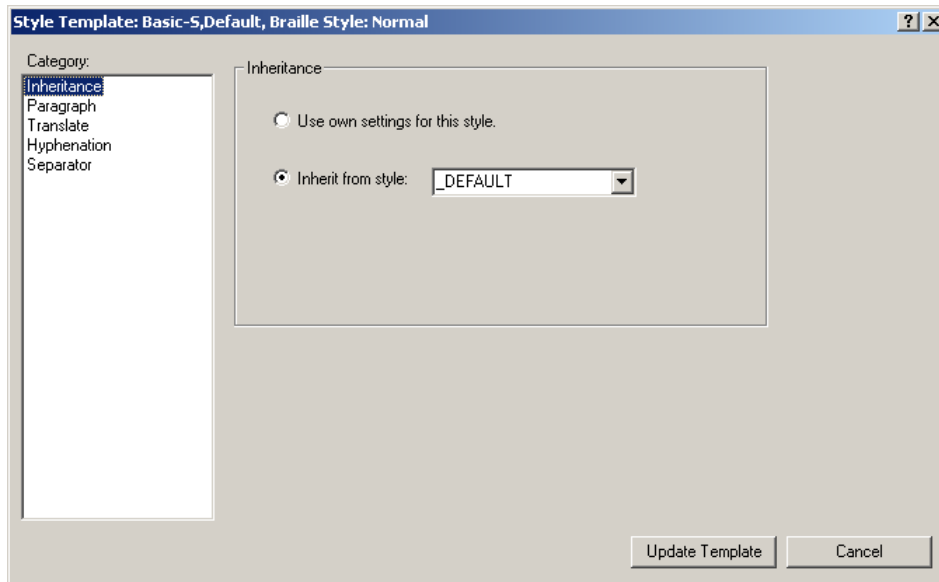 Style Template: Basic-S,Default, Braille Style: Normal
Category:
Inheritance
Paragraph
Translate
Hyphenation
Separator
Inheritance
Use own settings for this style.
Inherit from style: _DEFAULT
Update Template Cancel